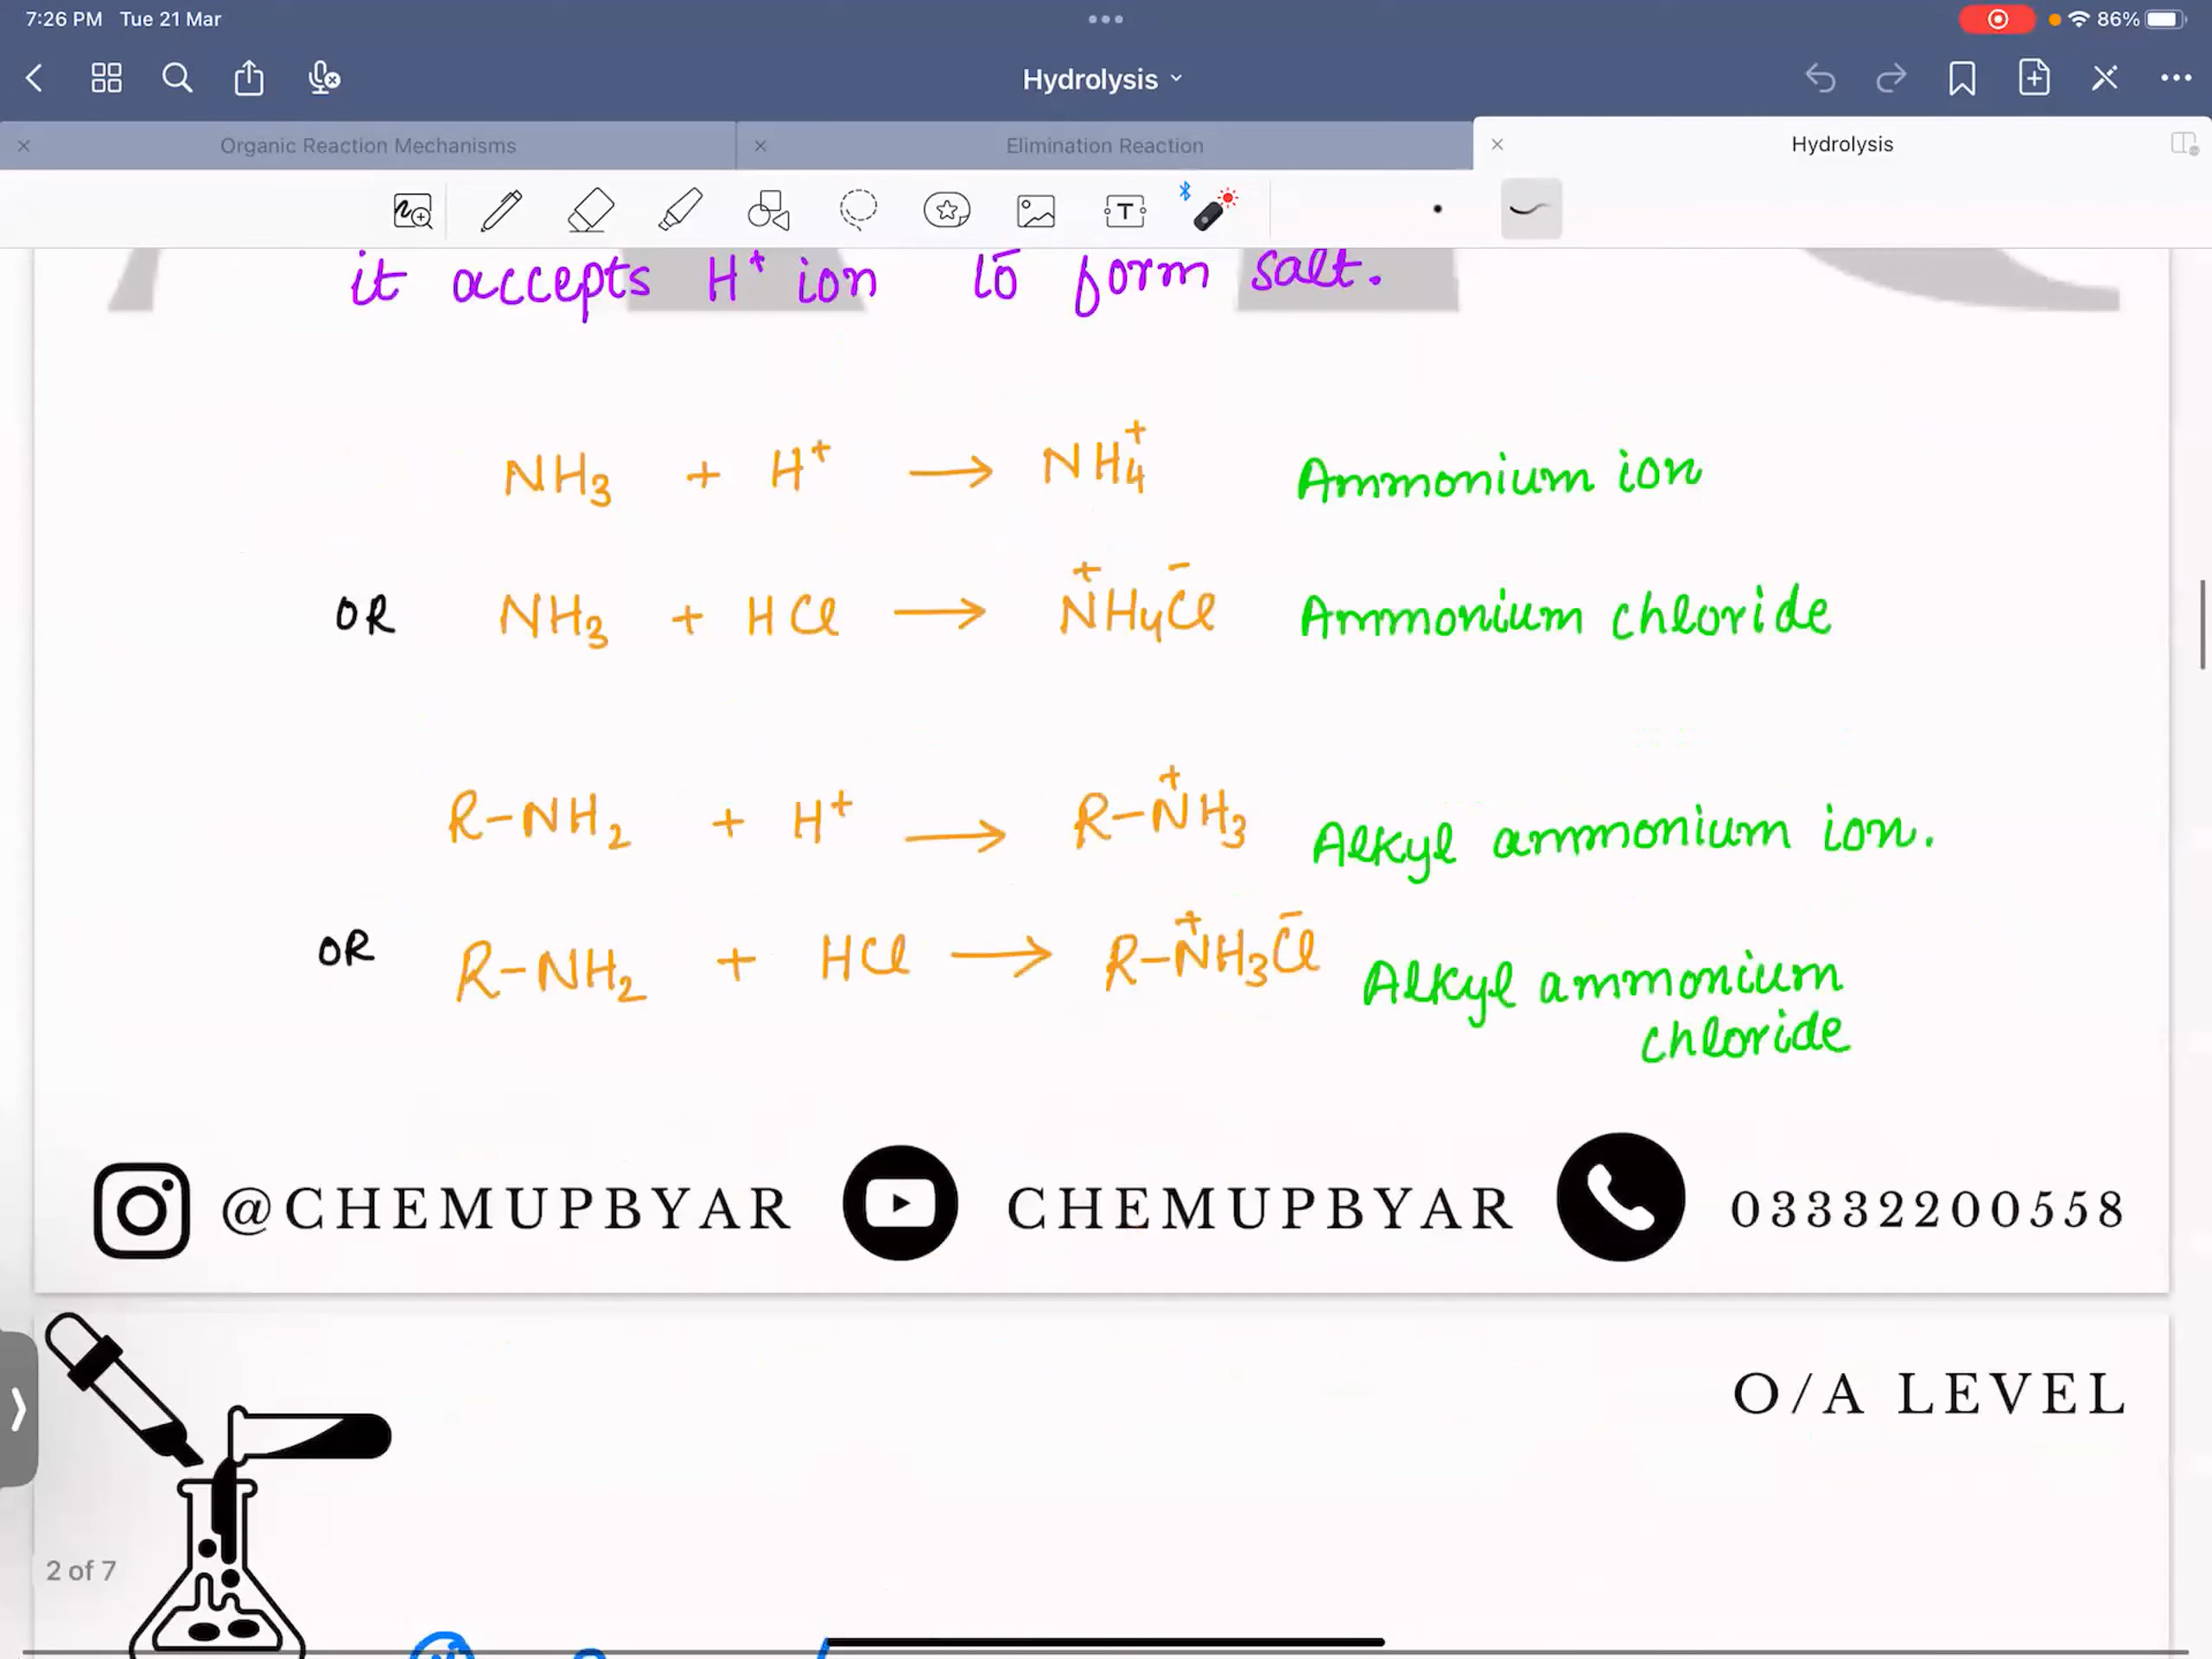 7:26 PM Tue 21 Mar
86%
Hydrolysis
Organic Reaction Mechanisms
Elimination Reaction
Hydrolysis
T
it accepts H⁺ ion to form salt.
NH₃ + H⁺ → NH₄⁺ Ammonium ion
OR NH₃ + HCl → N⁺H₄Cl⁻ Ammonium chloride
R-NH₂ + H⁺ → R-N⁺H₃ Alkyl ammonium ion.
OR R-NH₂ + HCl → R-N⁺H₃Cl⁻ Alkyl ammonium
chloride
@CHEMUPBYAR CHEMUPBYAR 03332200558
O/A LEVEL
2 of 7